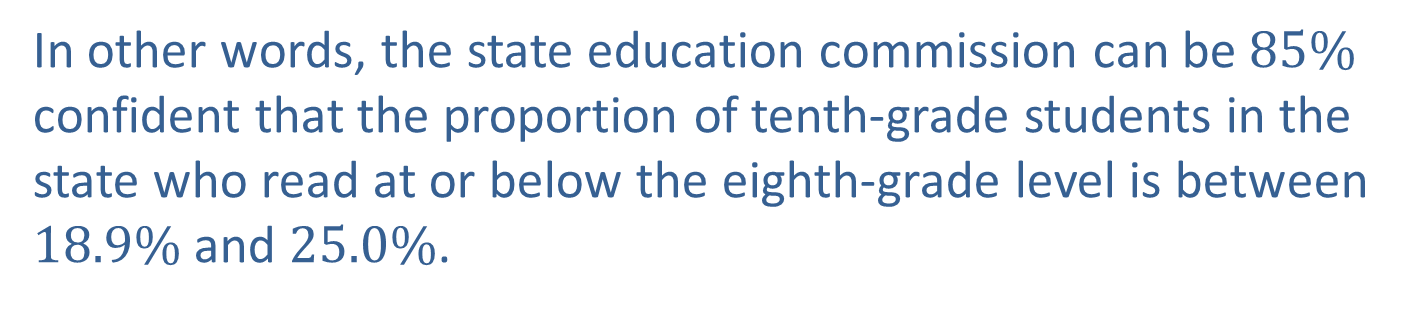 In other words, the state education commission can be 85%
confident that the proportion of tenth-grade students in the
state who read at or below the eighth-grade level is between
18.9% and 25.0%.